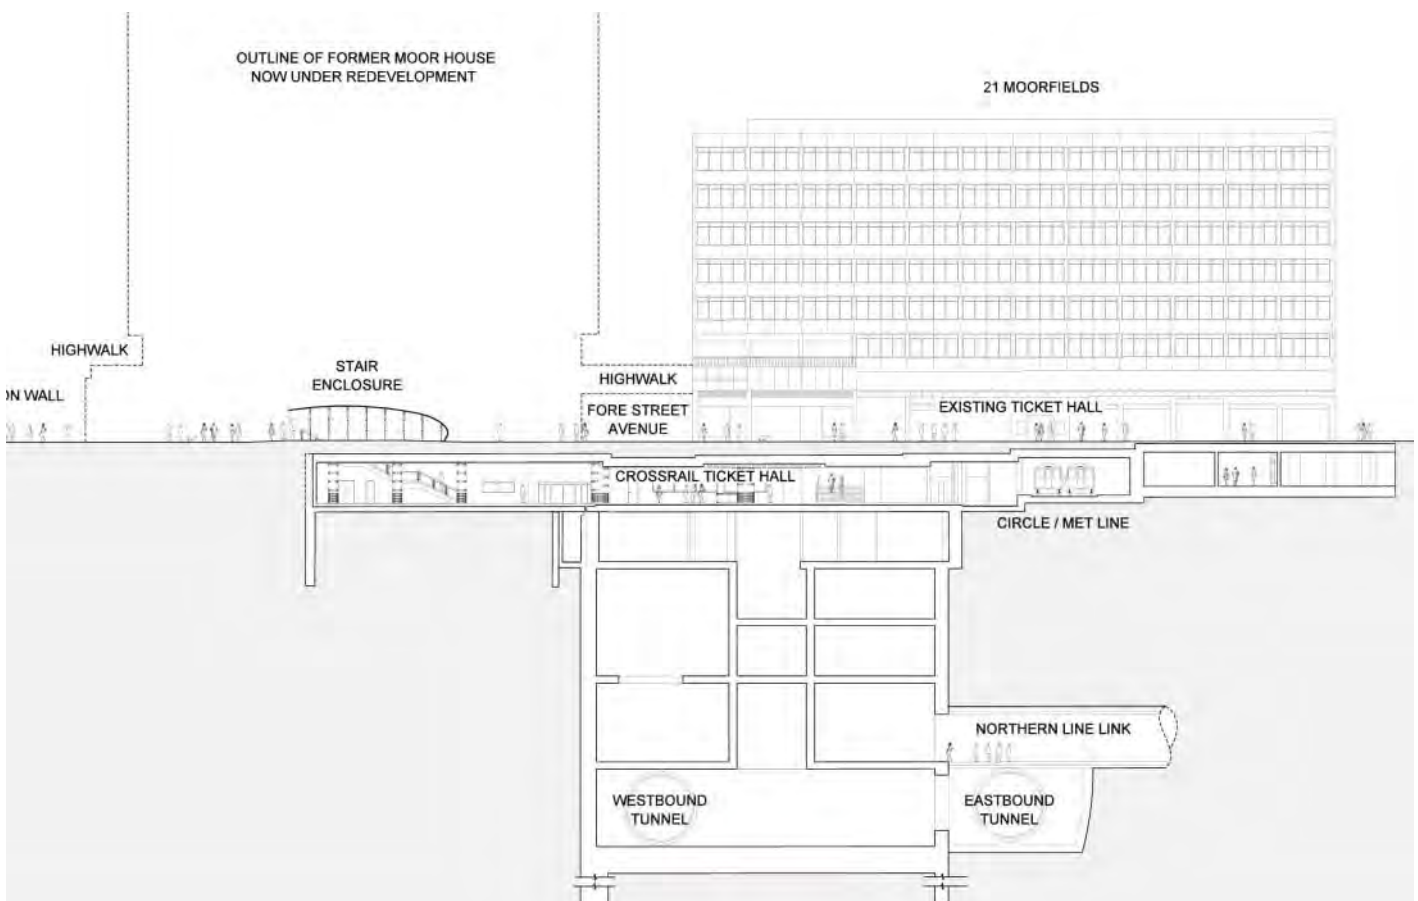 OUTLINE OF FORMER MOOR HOUSE
NOW UNDER REDEVELOPMENT
21 MOORFIELDS
HIGHWALK
STAIR
ENCLOSURE
HIGHWALK
ON WALL
FORE STREET
AVENUE
EXISTING TICKET HALL
CROSSRAIL TICKET HALL
CIRCLE / MET LINE
NORTHERN LINE LINK
WESTBOUND
TUNNEL
EASTBOUND
TUNNEL